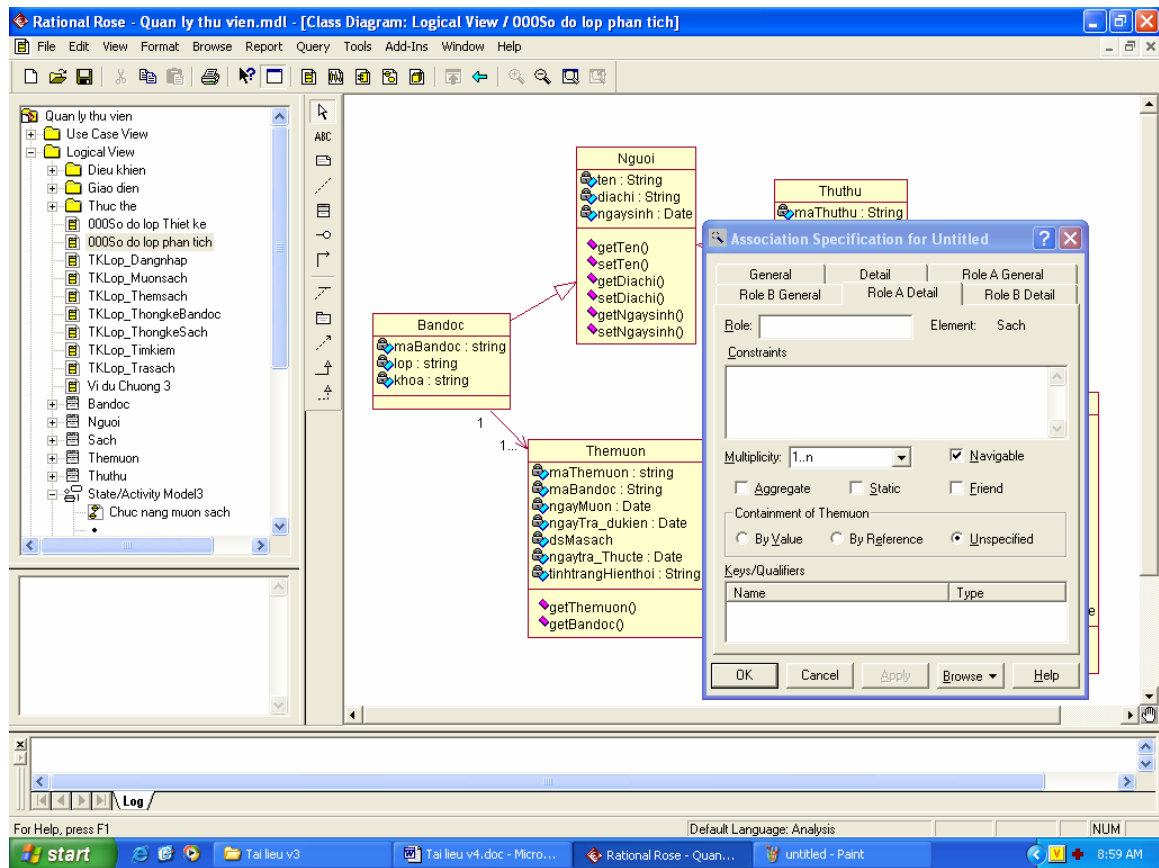 Rational Rose - Quan ly thu vien.mdl - [Class Diagram: Logical View / 000So do lop phan tich]
File Edit View Format Browse Report Query Tools Add-Ins Window Help
Quan ly thu vien
Use Case View
Logical View
Dieu khien
Giao dien
Thuc the
000So do lop Thiet ke
000So do lop phan tich
TKLop_Dangnhap
TKLop_Muonsach
TKLop_Themsach
TKLop_ThongkeBandoc
TKLop_ThongkeSach
TKLop_Timkiem
TKLop_Trasach
Vi du Chuong 3
Bandoc
Nguoi
Sach
Themuon
Thuthu
State/Activity Model3
Chuc nang muon sach
ABC
Nguoi
ten : String
diachi : String
ngaysinh : Date
getTen()
setTen()
getDiachi()
setDiachi()
getNgaysinh()
setNgaysinh()
Thuthu
maThuthu : String
Bandoc
maBandoc : string
lop : string
khoa : string
1
1...
Themuon
maThemuon : string
maBandoc : String
ngayMuon : Date
ngayTra_dukien : Date
dsMasach
ngaytra_Thucte : Date
tinhtrangHienthoi : String
getThemuon()
getBandoc()
e
Association Specification for Untitled
General Detail Role A General
Role B General Role A Detail Role B Detail
Role: Element: Sach
Constraints
Multiplicity: 1..n Navigable
Aggregate Static Friend
Containment of Themuon
By Value By Reference Unspecified
Keys/Qualifiers
Name Type
OK Cancel Apply Browse Help
Log
For Help, press F1 Default Language: Analysis NUM
start Tai lieu v3 Tai lieu v4.doc - Micro... Rational Rose - Quan... untitled - Paint V 8:59 AM